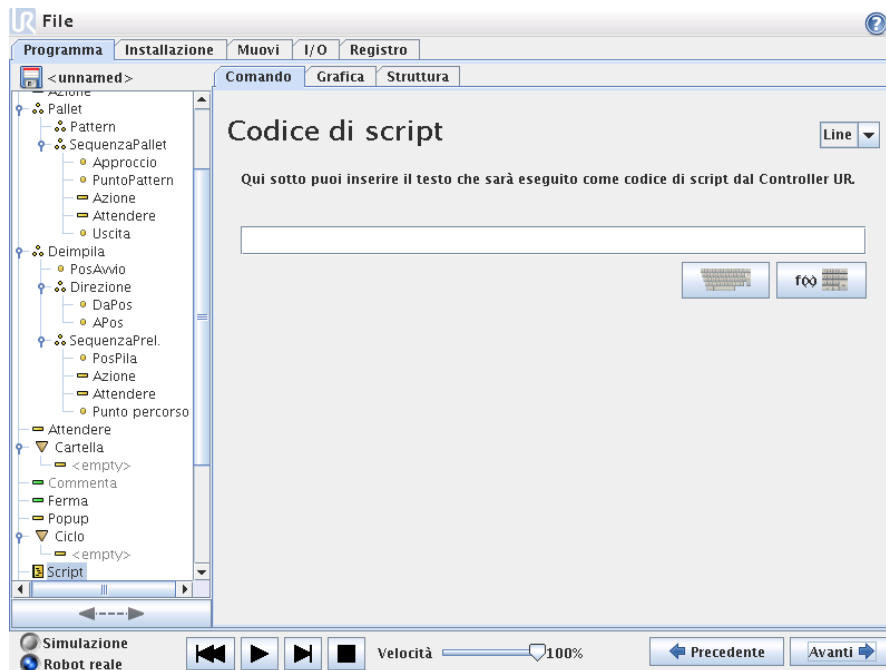 UR File
?
Programma Installazione Muovi I/O Registro
<unnamed>
Comando Grafica Struttura
Azione
Pallet
Pattern
SequenzaPallet
Approccio
PuntoPattern
Azione
Attendere
Uscita
Deimpila
PosAvvio
Direzione
DaPos
APos
SequenzaPrel.
PosPila
Azione
Attendere
Punto percorso
Attendere
Cartella
<empty>
Commenta
Ferma
Popup
Ciclo
<empty>
Script
Codice di script
Line
Qui sotto puoi inserire il testo che sarà eseguito come codice di script dal Controller UR.
f(x)
Simulazione
Robot reale
Velocità 100%
Precedente
Avanti